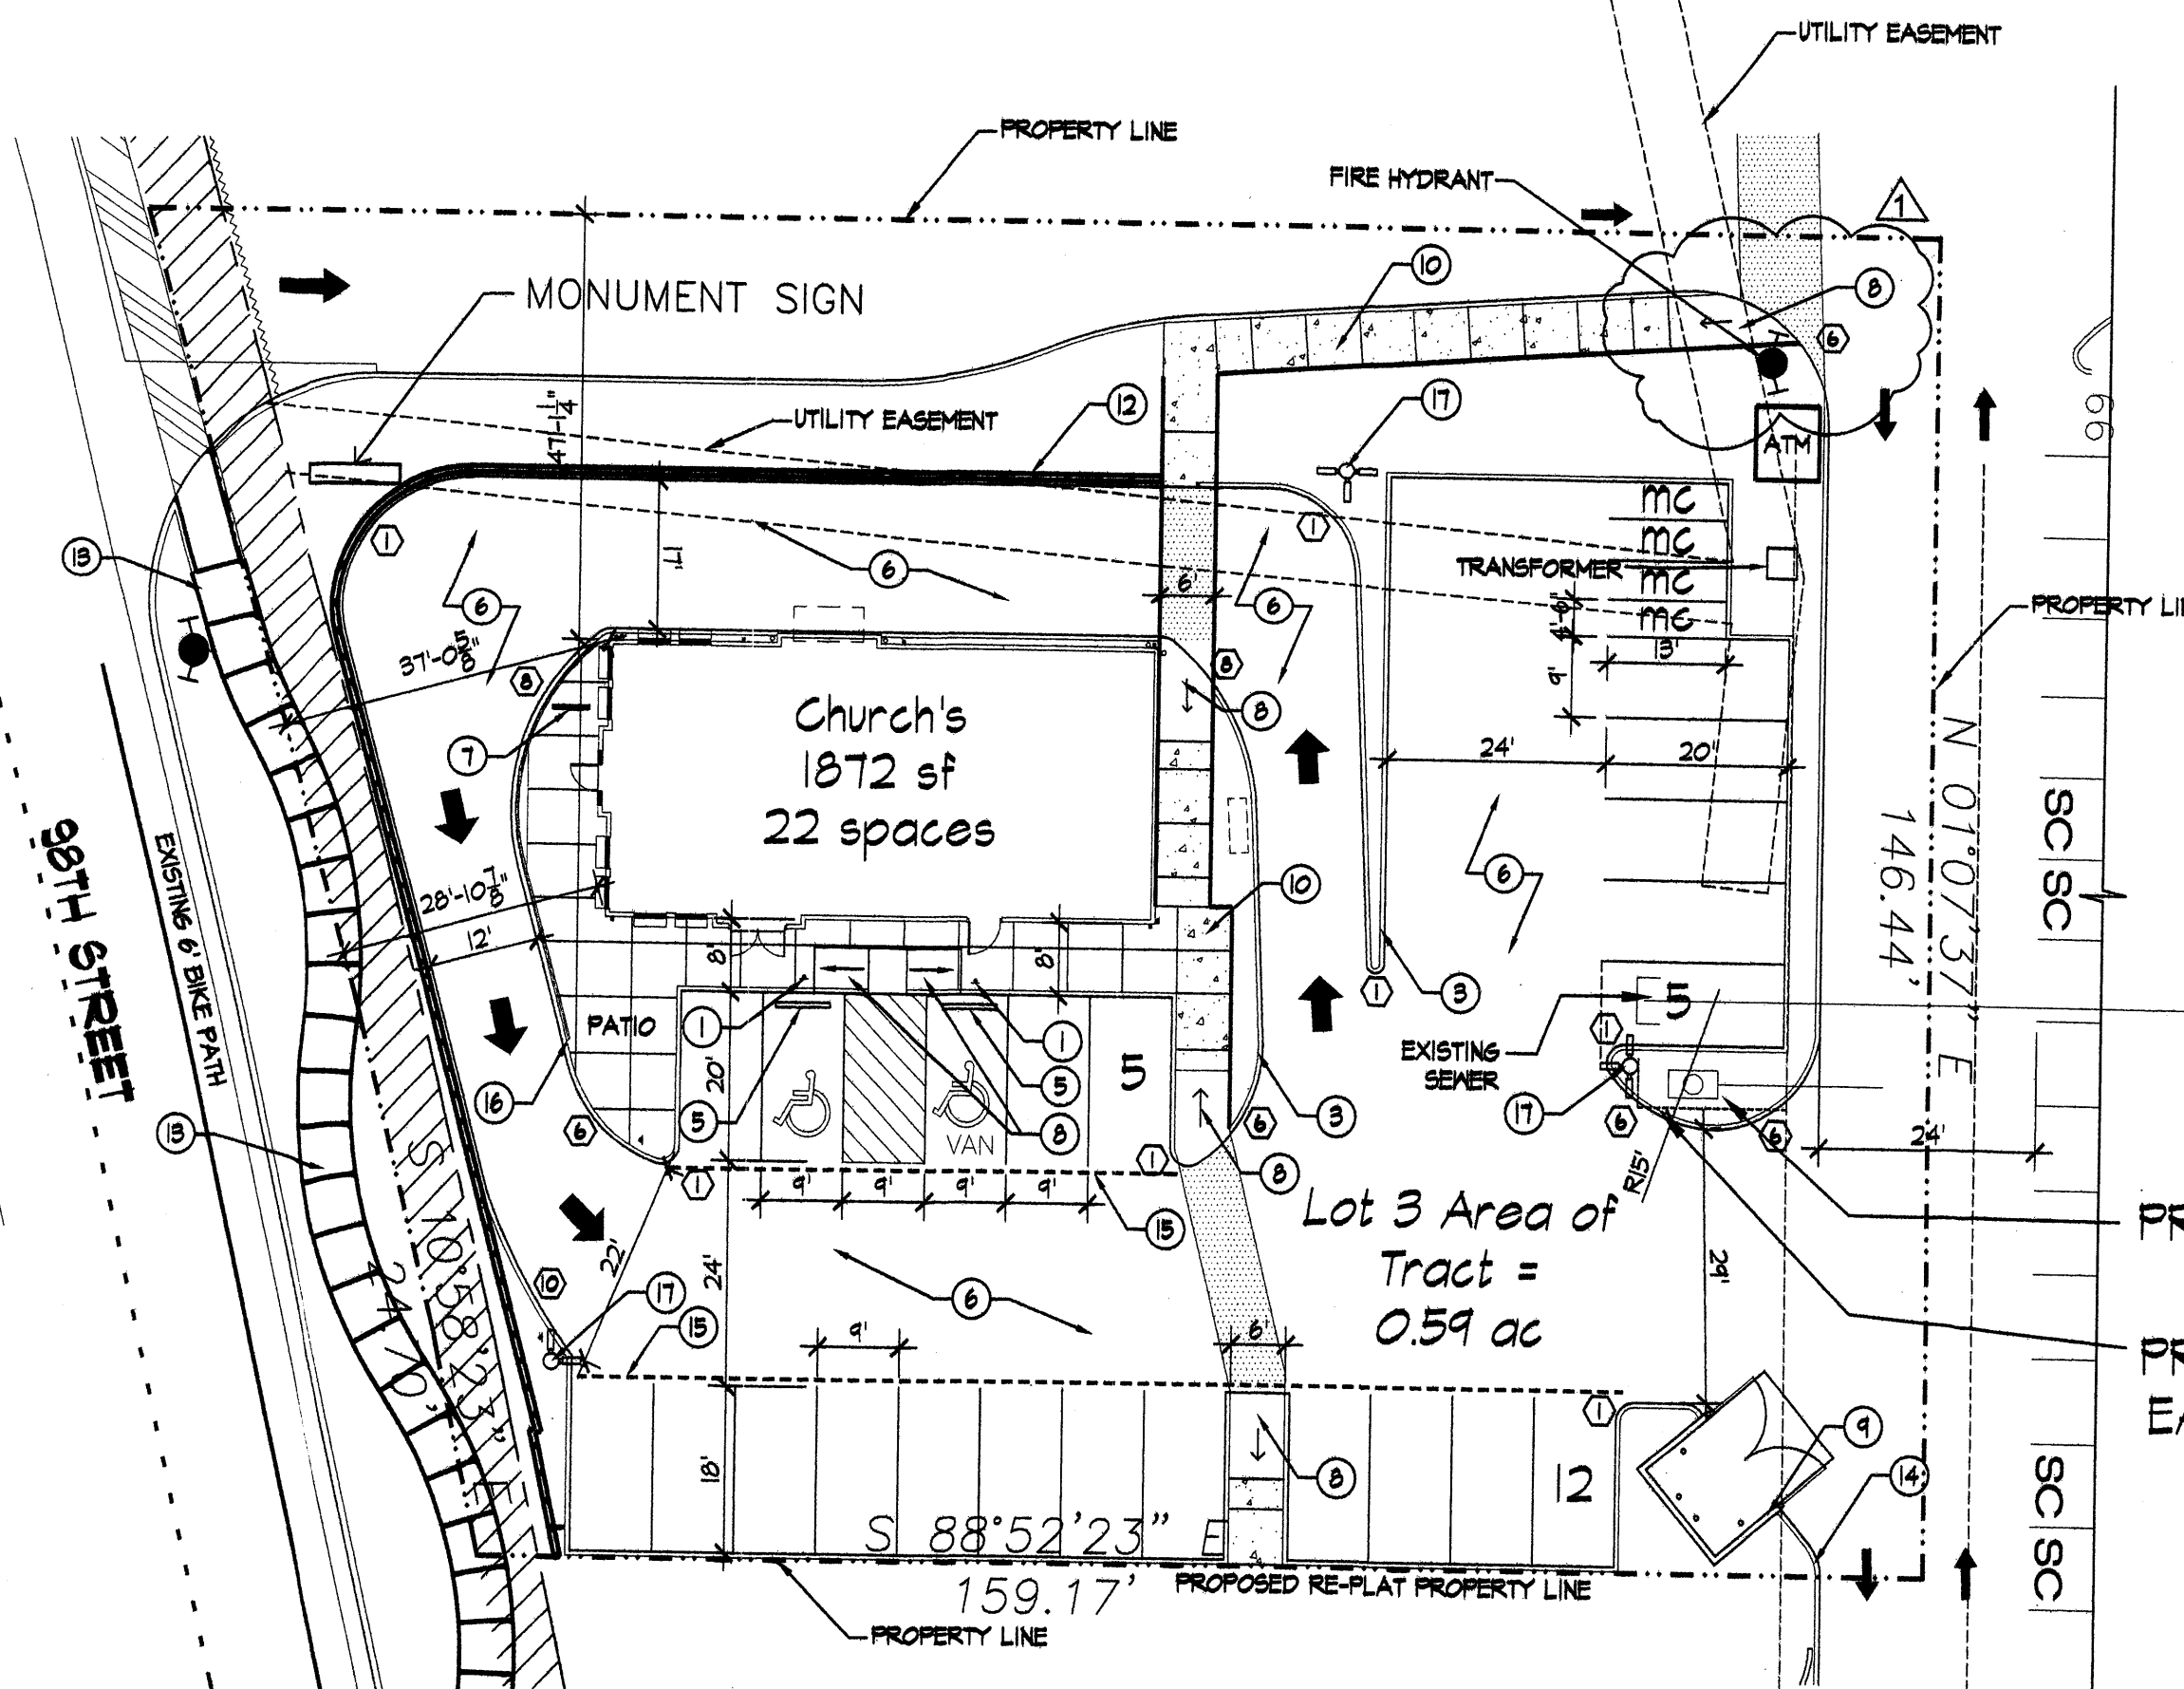 UTILITY EASEMENT
PROPERTY LINE
FIRE HYDRANT
1
10
8
MONUMENT SIGN
6
47'-1 1/4"
UTILITY EASEMENT
12
17
ATM
66
13
1
17'
6
6
6'
6
1
MC
MC
TRANSFORMER
MC
MC
4'-6"
13'
9'
PROPERTY LI
37'-0 5/8"
8
7
Church's
1872 sf
22 spaces
8
8
24'
20'
N 01°07'37" E
146.44'
SC SC
98TH STREET
EXISTING 6' BIKE PATH
28'-10 7/8"
12'
10
6
8'
8'
3
1
PATIO
1
1
5
EXISTING
SEWER
1
16
20'
5
5
5
17
6
6
13
6
VAN
8
6
3
24'
1
1
8
R15'
9'
9'
9'
9'
15
Lot 3 Area of
Tract =
0.59 ac
PR
S 10°58'23" E
22'
24'
29'
10
17
15
6
9'
6'
PR
E
1
9
18'
8
12
14
S 88°52'23" E
159.17'
PROPOSED RE-PLAT PROPERTY LINE
PROPERTY LINE
SC SC